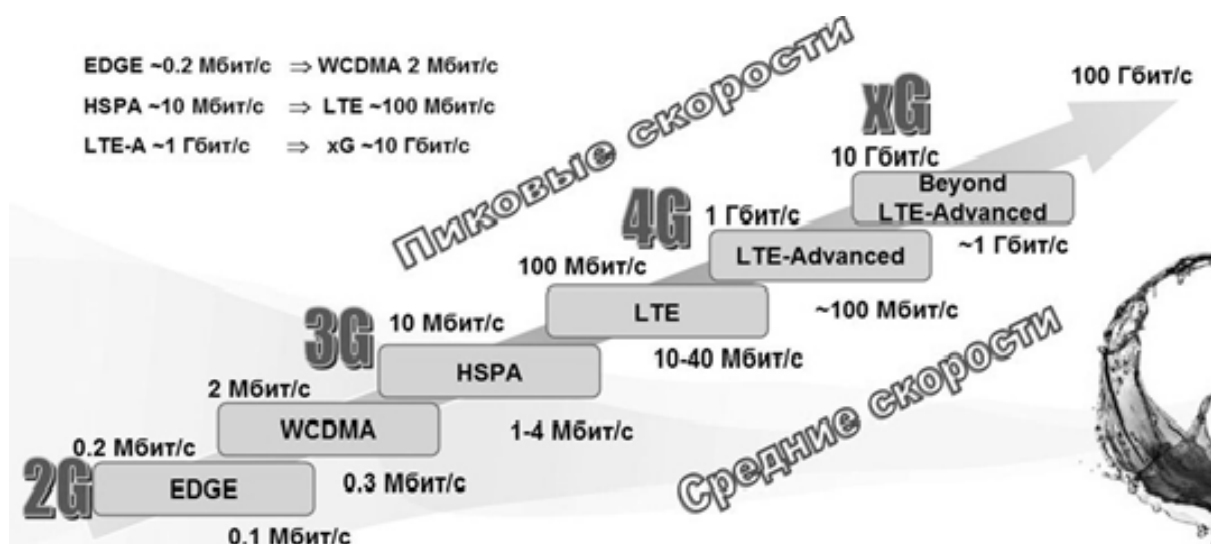 EDGE ~0.2 Мбит/с ⇒ WCDMA 2 Мбит/с
HSPA ~10 Мбит/с ⇒ LTE ~100 Мбит/с
LTE-A ~1 Гбит/с ⇒ xG ~10 Гбит/с
Пиковые скорости
100 Гбит/с
xG
10 Гбит/с
Beyond
LTE-Advanced
~1 Гбит/с
4G
1 Гбит/с
LTE-Advanced
~100 Мбит/с
100 Мбит/с
LTE
10-40 Мбит/с
3G
10 Мбит/с
HSPA
1-4 Мбит/с
2 Мбит/с
WCDMA
0.3 Мбит/с
2G
0.2 Мбит/с
EDGE
0.1 Мбит/с
Средние скорости